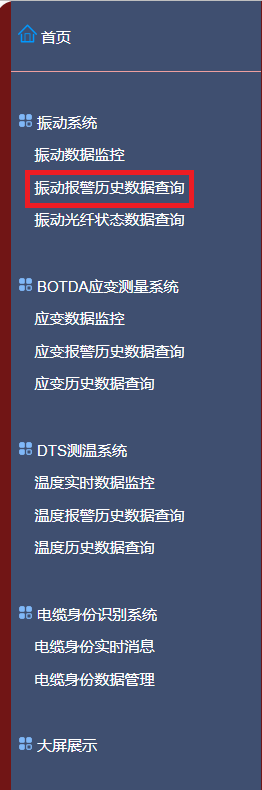 首页
振动系统
振动数据监控
振动报警历史数据查询
振动光纤状态数据查询
BOTDA应变测量系统
应变数据监控
应变报警历史数据查询
应变历史数据查询
DTS测温系统
温度实时数据监控
温度报警历史数据查询
温度历史数据查询
电缆身份识别系统
电缆身份实时消息
电缆身份数据管理
大屏展示